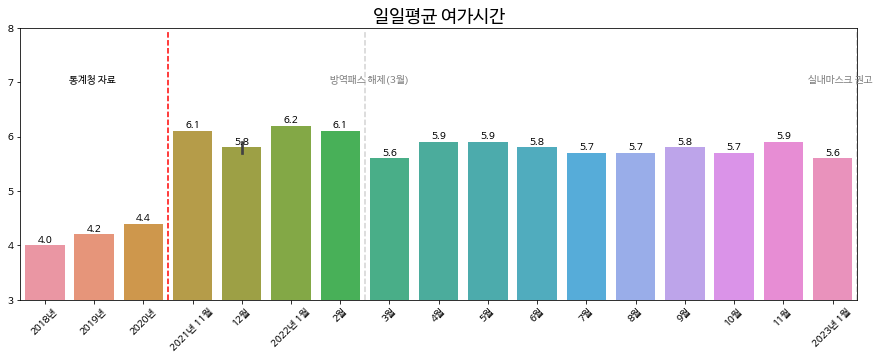 일일평균 여가시간
8
7
6
5
4
3
통계청 자료
방역패스 해제(3월)
실내마스크 권고
4.0
4.2
4.4
6.1
5.8
6.2
6.1
5.6
5.9
5.9
5.8
5.7
5.7
5.8
5.7
5.9
5.6
2018년
2019년
2020년
2021년 11월
12월
2022년 1월
2월
3월
4월
5월
6월
7월
8월
9월
10월
11월
2023년 1월